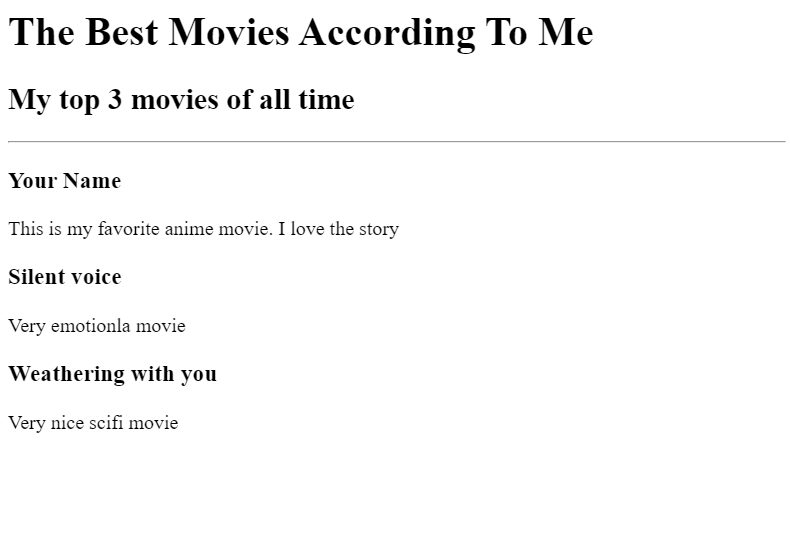 The Best Movies According To Me
My top 3 movies of all time
Your Name
This is my favorite anime movie. I love the story
Silent voice
Very emotionla movie
Weathering with you
Very nice scifi movie